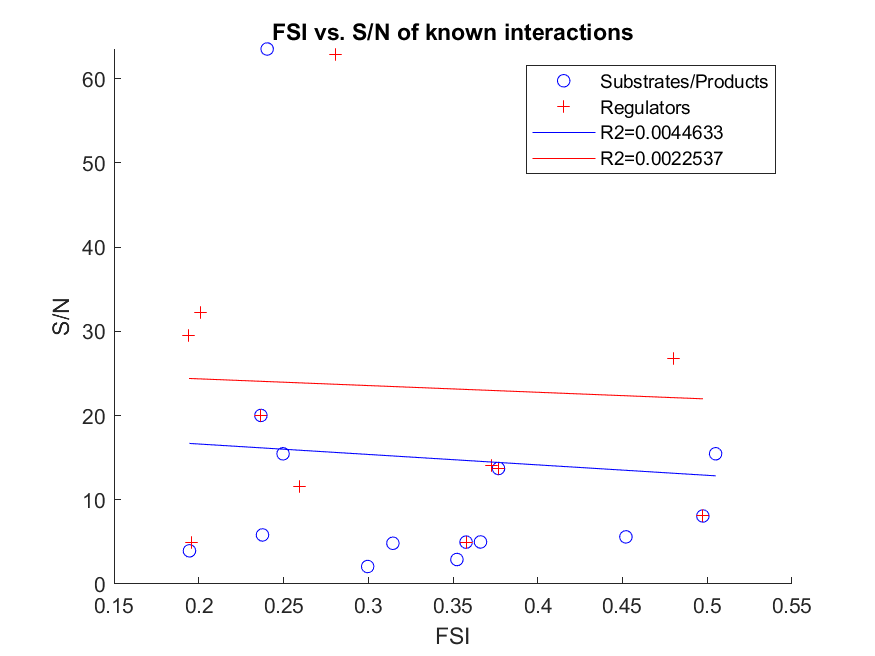 FSI vs. S/N of known interactions
Substrates/Products
Regulators
R2=0.0044633
R2=0.0022537
60
50
40
30
20
10
0
S/N
0.15
0.2
0.25
0.3
0.35
0.4
0.45
0.5
0.55
FSI